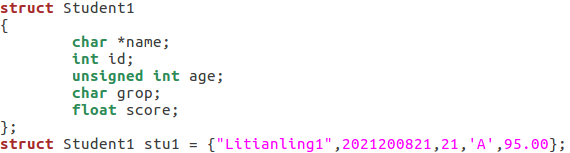 struct Student1
{
        char *name;
        int id;
        unsigned int age;
        char grop;
        float score;
};
struct Student1 stu1 = {"Litianling1",2021200821,21,'A',95.00};